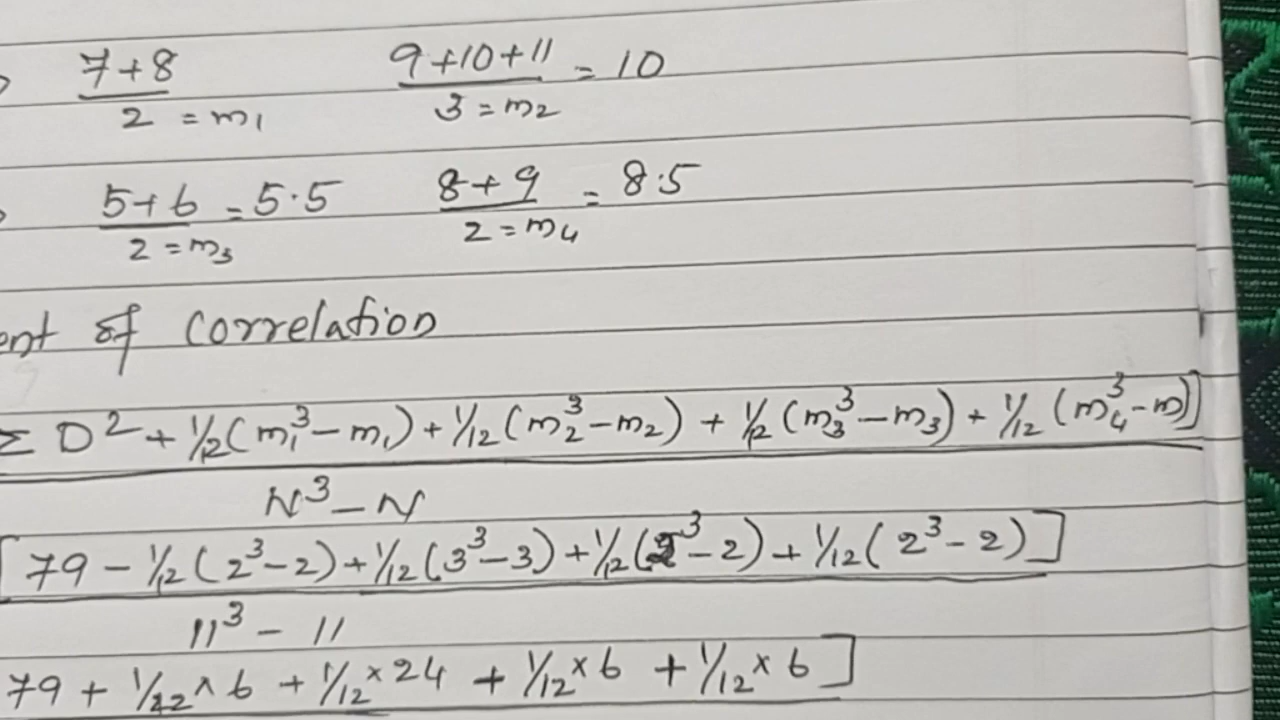 7+8 9+10+11 = 10
2 = m₁ 3 = m₂
5+6 = 5.5 8+9 = 8.5
2 = m₃ 2 = m₄
ent of correlation
Σ D² + 1/12 (m₁³ - m₁) + 1/12 (m₂³ - m₂) + 1/12 (m₃³ - m₃) + 1/12 (m₄³ - m)]
N³ - N
[79 - 1/12 (2³ - 2) + 1/12 (3³ - 3) + 1/12 (2³ - 2) + 1/12 (2³ - 2)]
11³ - 11
79 + 1/12 × 6 + 1/12 × 24 + 1/12 × 6 + 1/12 × 6]